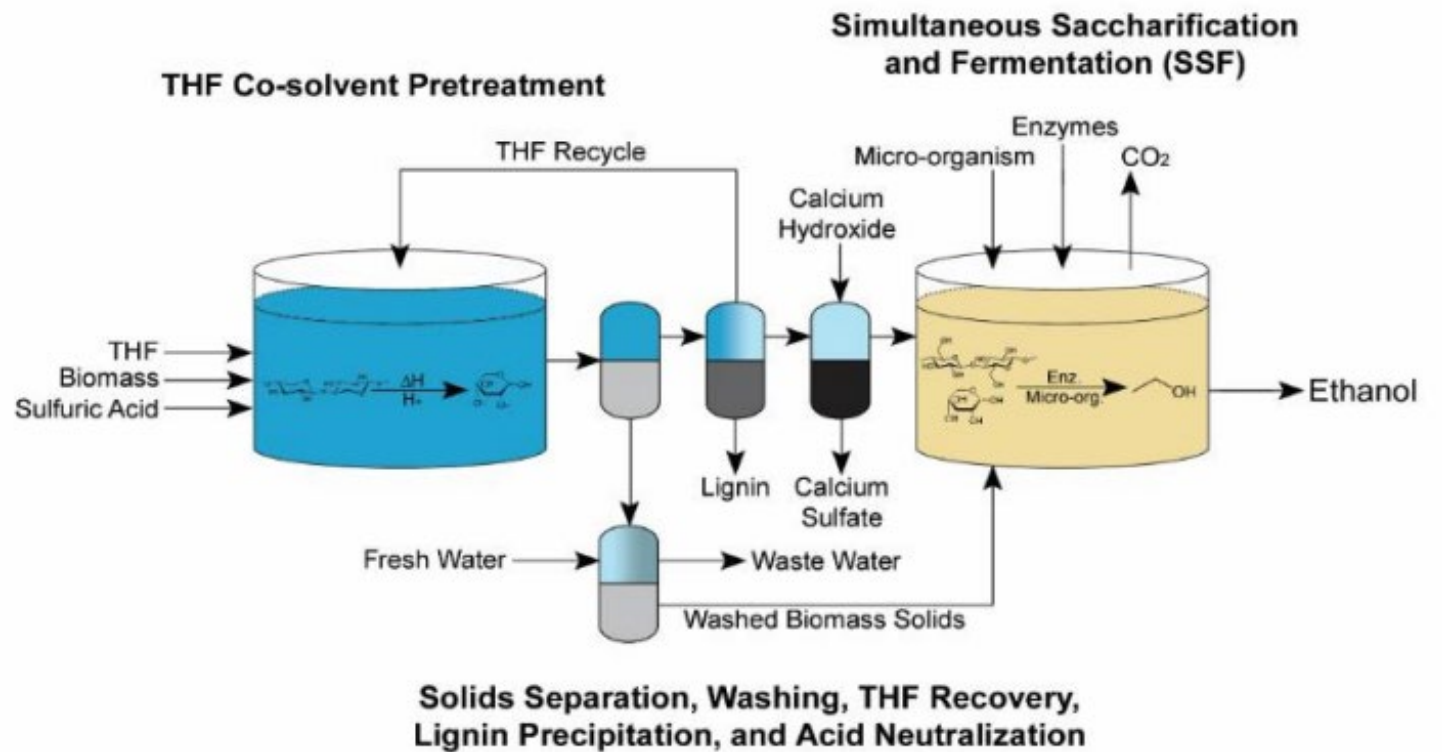 Simultaneous Saccharification
and Fermentation (SSF)
THF Co-solvent Pretreatment
Enzymes
THF Recycle
Micro-organism
CO₂
Calcium
Hydroxide
THF
Biomass
Sulfuric Acid
ΔH
H+
Enz.
Micro-org.
OH
Ethanol
Lignin
Calcium
Sulfate
Fresh Water
Waste Water
Washed Biomass Solids
Solids Separation, Washing, THF Recovery,
Lignin Precipitation, and Acid Neutralization